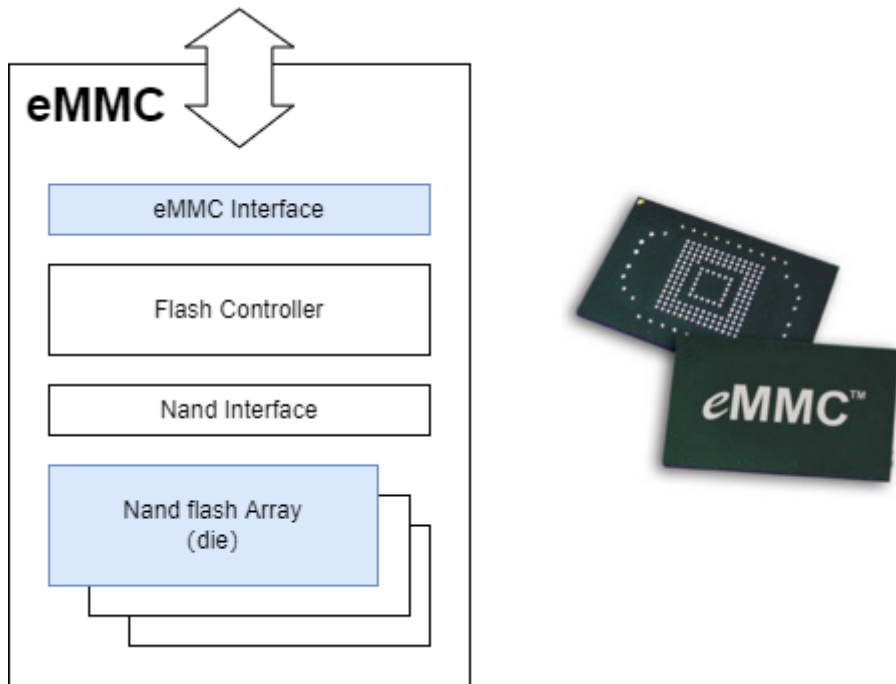 eMMC
eMMC Interface
Flash Controller
Nand Interface
Nand flash Array
(die)
eMMC™